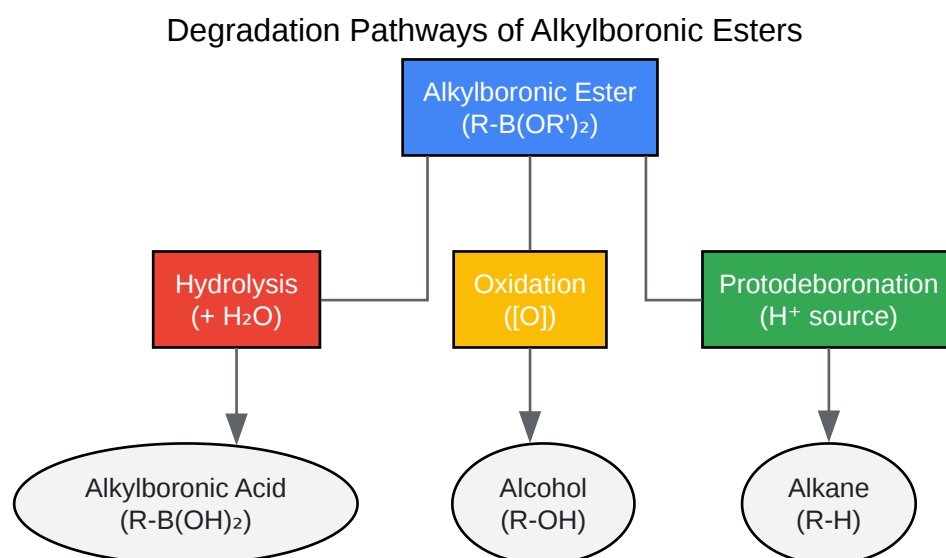 Degradation Pathways of Alkylboronic Esters
Alkylboronic Ester
(R-B(OR')₂)
Hydrolysis
(+ H₂O)
Oxidation
([O])
Protodeboronation
(H⁺ source)
Alkylboronic Acid
(R-B(OH)₂)
Alcohol
(R-OH)
Alkane
(R-H)